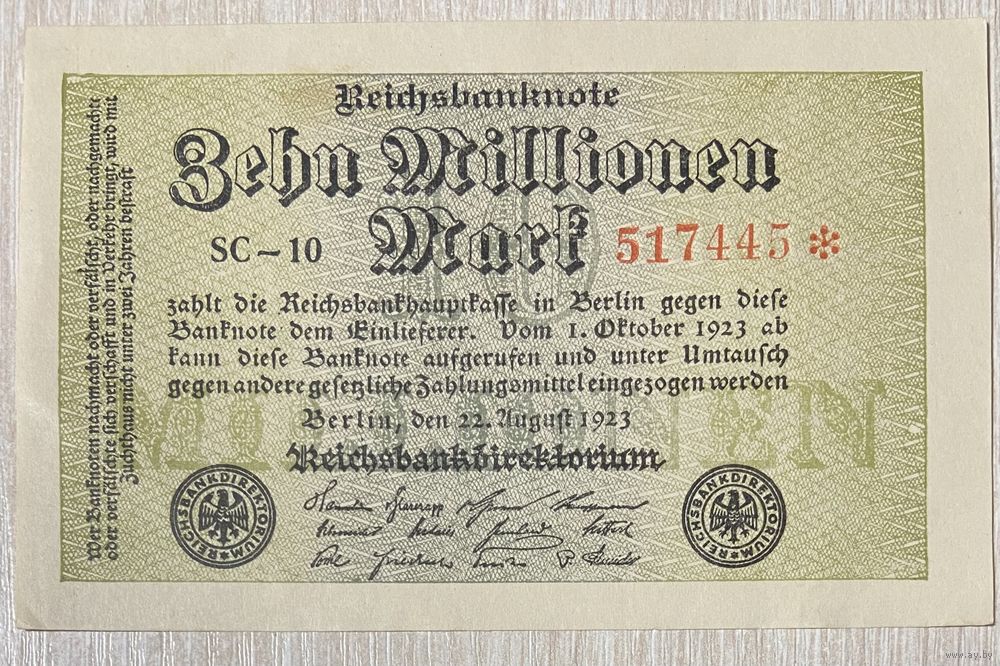 Reichsbanknote
Zehn Millionen
Mark
SC–10
517445 *
zahlt die Reichsbankhauptkasse in Berlin gegen diese
Banknote dem Einlieferer. Vom 1. Oktober 1923 ab
kann diese Banknote aufgerufen und unter Umtausch
gegen andere gesetzliche Zahlungsmittel eingezogen werden
Berlin, den 22. August 1923
Reichsbankdirektorium
REICHSBANKDIREKTORIUM
REICHSBANKDIREKTORIUM
Wer Banknoten nachmacht oder verfälscht, oder nachgemachte
oder verfälschte sich verschafft und in Verkehr bringt, wird mit
Zuchthaus nicht unter zwei Jahren bestraft
www.ay.by